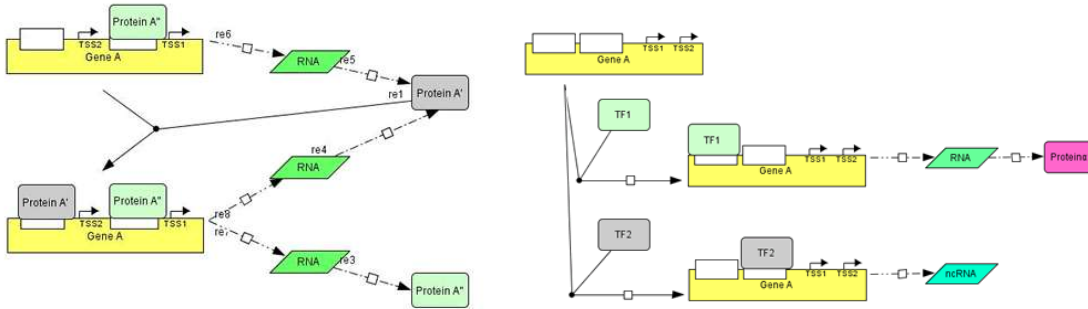 Protein A"
TSS2
TSS1
Gene A
re6
RNA
re5
re1
Protein A'
re4
RNA
Protein A'
TSS2
Protein A"
TSS1
Gene A
re8
re7
RNA
re3
Protein A"
TSS1
TSS2
Gene A
TF1
TF1
TSS1
TSS2
Gene A
RNA
Proteina
TF2
TF2
TSS1
TSS2
Gene A
ncRNA